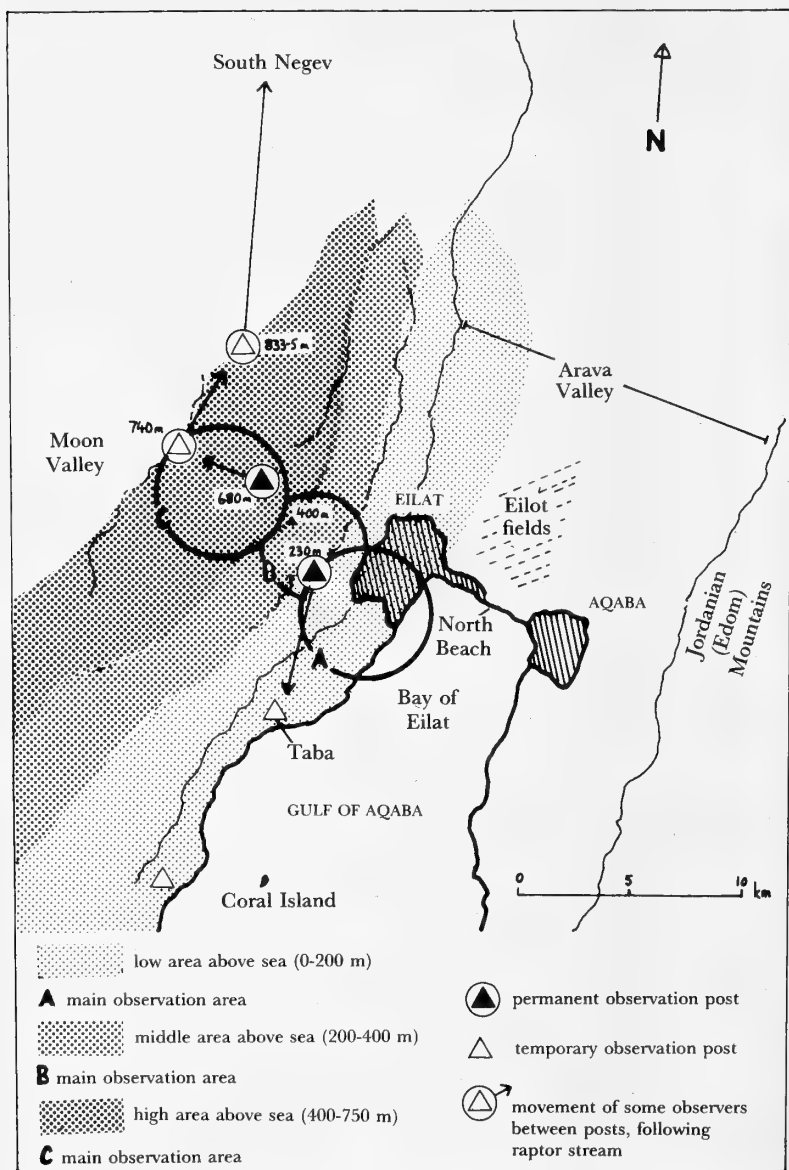 South Negev
N
833·5 m
Arava
Valley
740 m
Moon
Valley
680 m
C
400 m
EILAT
Eilot
fields
230 m
B
AQABA
North
Beach
Jordanian
(Edom)
Mountains
A
Bay of
Eilat
Taba
GULF OF AQABA
0 5 10 km
Coral Island
low area above sea (0-200 m)
A main observation area
middle area above sea (200-400 m)
B main observation area
high area above sea (400-750 m)
C main observation area
permanent observation post
temporary observation post
movement of some observers
between posts, following
raptor stream